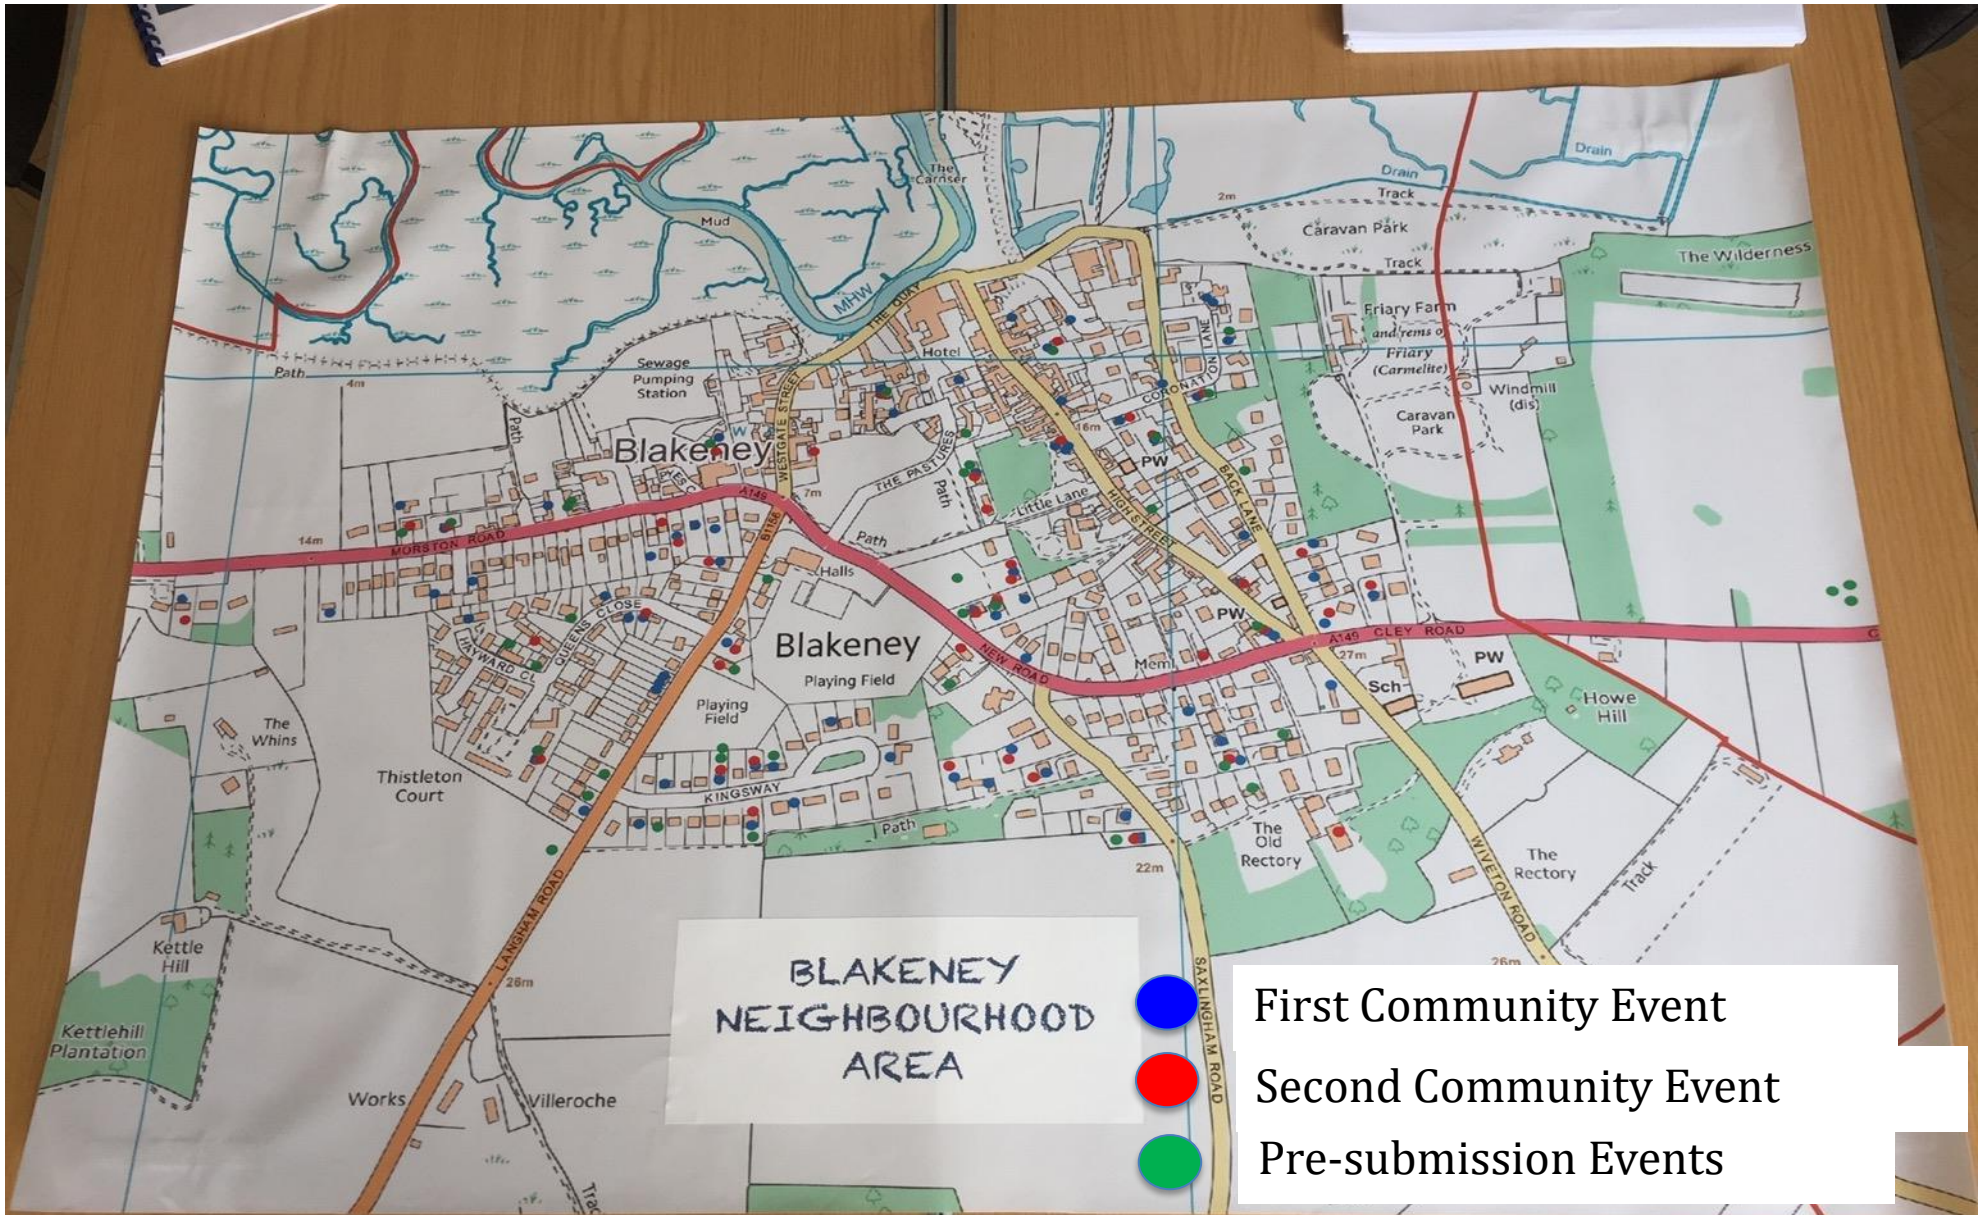 The
Carnser
Drain
Drain
Track
2m
Mud
Caravan Park
Track
The Wilderness
MHW
THE QUAY
Friary Farm
and rems of
Friary
(Carmelite)
Hotel
Sewage
Pumping
Station
Path
4m
CORONATION LANE
Windmill
(dis)
Caravan
Park
WESTGATE STREET
16m
Path
W
Blakeney
PW
THE PASTURES
Path
BACK LANE
A149
7m
Little Lane
HIGH STREET
B1156
14m
MORSTON ROAD
Path
Halls
QUEENS CLOSE
HAYWARD CL
PW
Blakeney
Playing Field
NEW ROAD
Meml
A149 CLEY ROAD
27m
PW
Sch
Playing
Field
Howe
Hill
The
Whins
Thistleton
Court
KINGSWAY
Path
The
Old
Rectory
22m
WIVETON ROAD
The
Rectory
Track
LANGHAM ROAD
Kettle
Hill
26m
26m
SAXLINGHAM ROAD
Kettlehill
Plantation
Works
Villeroche
BLAKENEY
NEIGHBOURHOOD
AREA
First Community Event
Second Community Event
Pre-submission Events